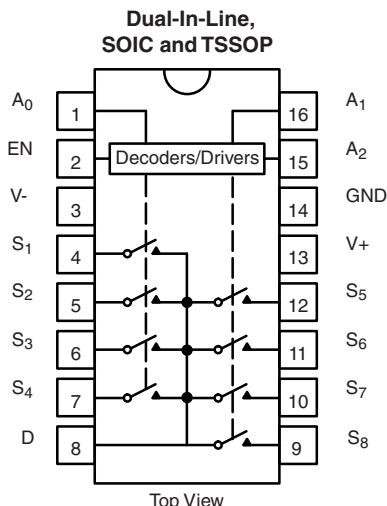 Dual-In-Line,
SOIC and TSSOP
A0 1 16 A1
EN 2 Decoders/Drivers 15 A2
V- 3 14 GND
S1 4 13 V+
S2 5 12 S5
S3 6 11 S6
S4 7 10 S7
D 8 9 S8
Top View